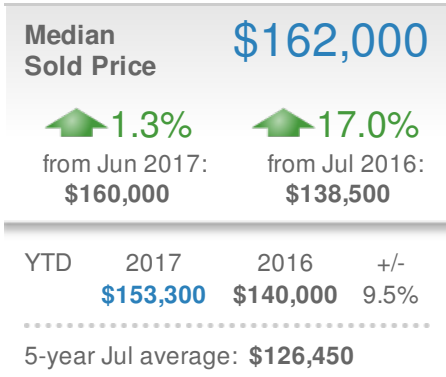 Median
Sold Price
$162,000
1.3%
17.0%
from Jun 2017:
from Jul 2016:
$160,000
$138,500
YTD 2017 2016 +/-
$153,300 $140,000 9.5%
5-year Jul average: $126,450